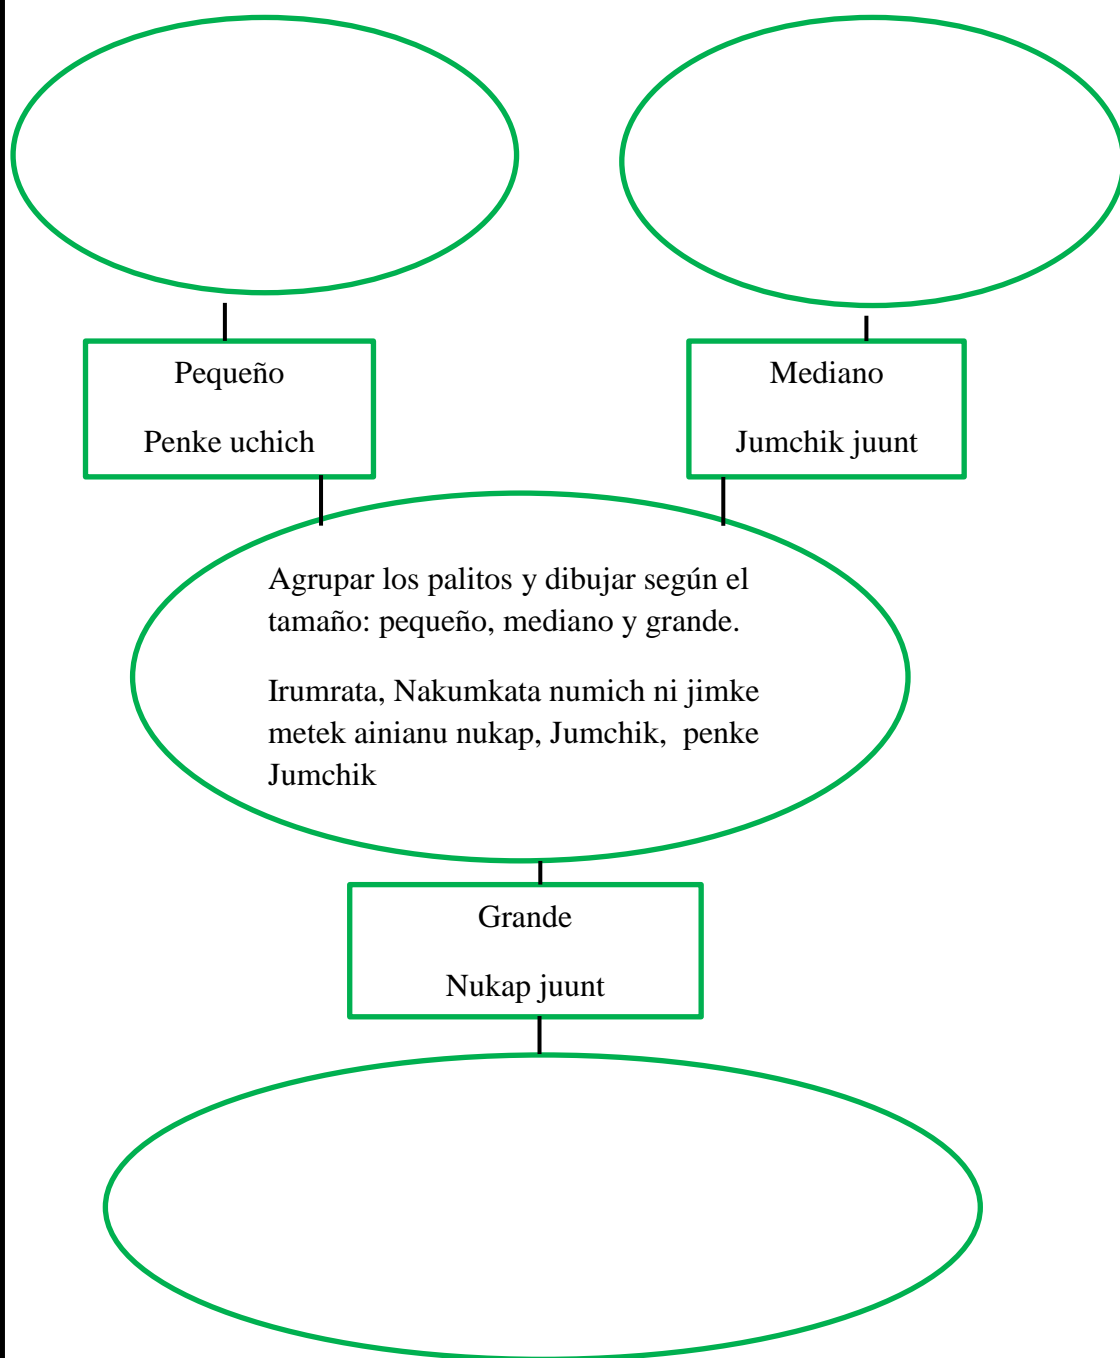 Pequeño
Penke uchich
Mediano
Jumchik juunt
Agrupar los palitos y dibujar según el
tamaño: pequeño, mediano y grande.
Irumrata, Nakumkata numich ni jimke
metek ainianu nukap, Jumchik, penke
Jumchik
Grande
Nukap juunt